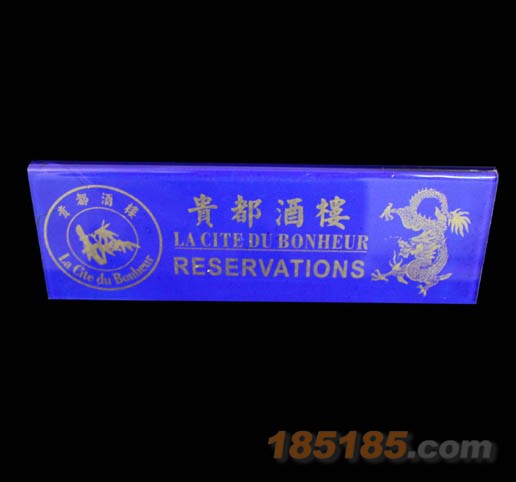 貴都酒樓
La Cite du Bonheur
貴都酒樓
LA CITE DU BONHEUR
RESERVATIONS
185185.com